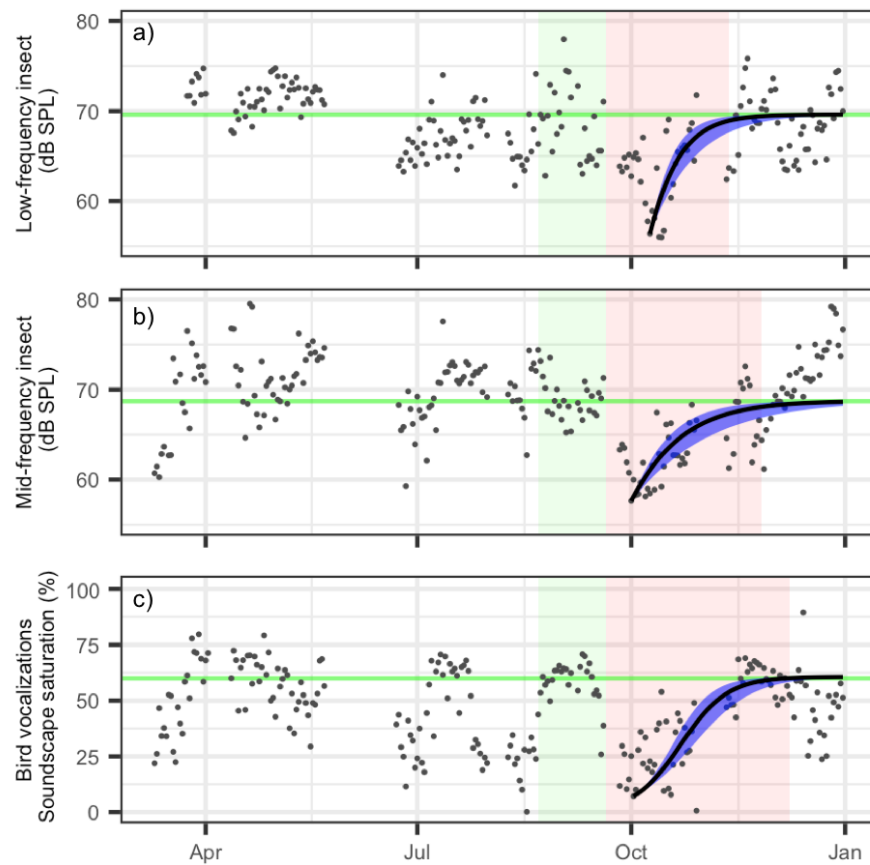 a)
Low-frequency insect
(dB SPL)
80
70
60
b)
Mid-frequency insect
(dB SPL)
80
70
60
c)
Bird vocalizations
Soundscape saturation (%)
100
75
50
25
0
Apr
Jul
Oct
Jan